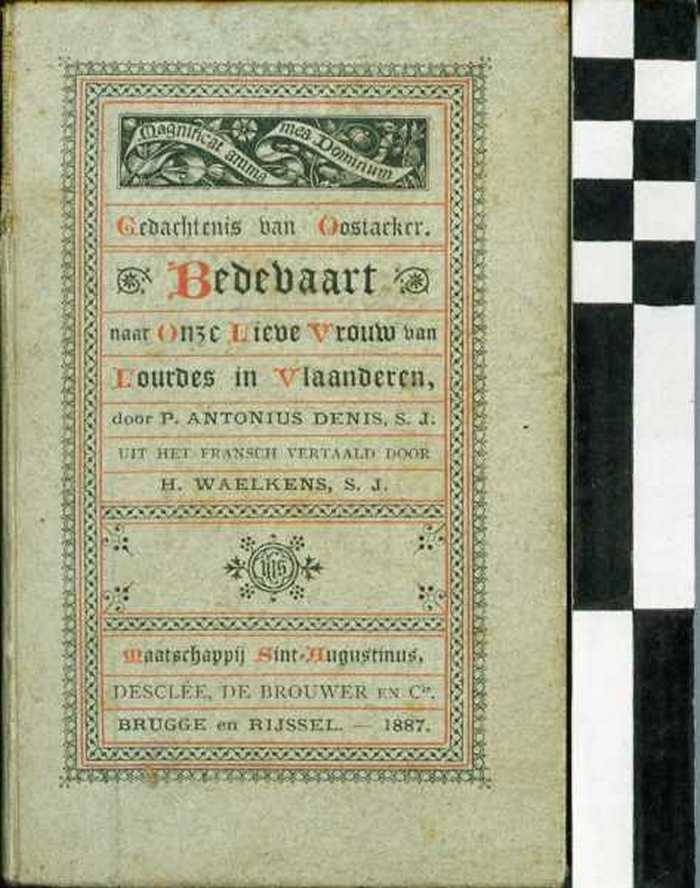 Magnificat anima
mea Dominum
Gedachtenis van Oostacker.
Bedevaart
naar Onze Lieve Vrouw van
Lourdes in Vlaanderen,
door P. ANTONIUS DENIS, S. J.
UIT HET FRANSCH VERTAALD DOOR
H. WAELKENS, S. J.
IHS
Maatschappij Sint-Augustinus,
DESCLÉE, DE BROUWER EN Cie.
BRUGGE en RIJSSEL. — 1887.